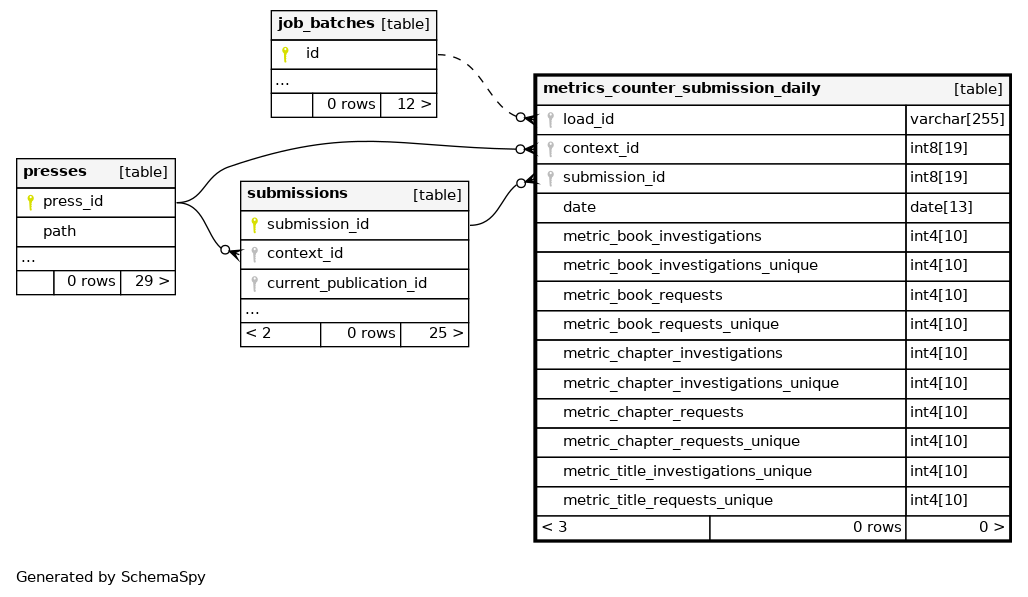 job_batches [table]
id
...
0 rows 12 >
presses [table]
press_id
path
...
0 rows 29 >
submissions [table]
submission_id
context_id
current_publication_id
...
< 2 0 rows 25 >
metrics_counter_submission_daily [table]
load_id varchar[255]
context_id int8[19]
submission_id int8[19]
date date[13]
metric_book_investigations int4[10]
metric_book_investigations_unique int4[10]
metric_book_requests int4[10]
metric_book_requests_unique int4[10]
metric_chapter_investigations int4[10]
metric_chapter_investigations_unique int4[10]
metric_chapter_requests int4[10]
metric_chapter_requests_unique int4[10]
metric_title_investigations_unique int4[10]
metric_title_requests_unique int4[10]
< 3 0 rows 0 >
Generated by SchemaSpy